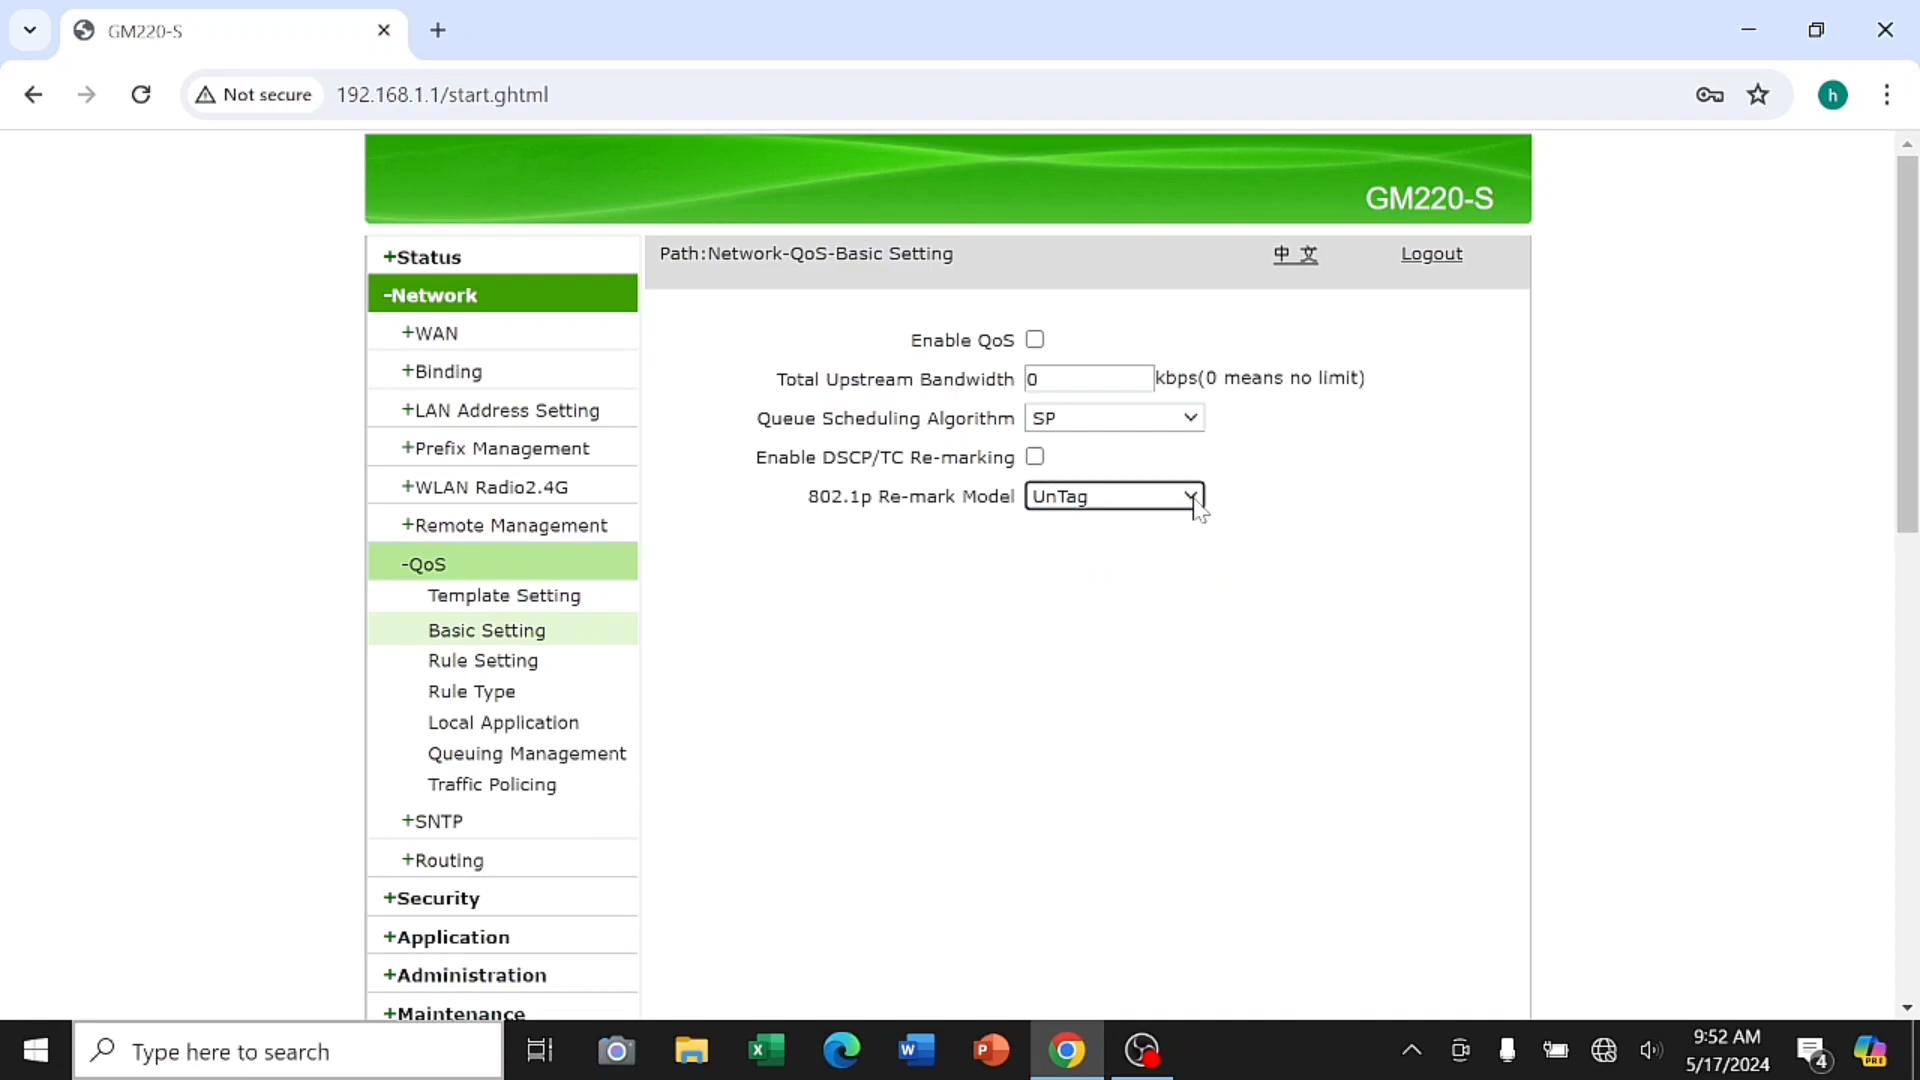 GM220-S
Not secure
192.168.1.1/start.ghtml
h
GM220-S
+Status
Path:Network-QoS-Basic Setting
中 文
Logout
-Network
+WAN
+Binding
+LAN Address Setting
+Prefix Management
+WLAN Radio2.4G
+Remote Management
-QoS
Template Setting
Basic Setting
Rule Setting
Rule Type
Local Application
Queuing Management
Traffic Policing
+SNTP
+Routing
+Security
+Application
+Administration
+Maintenance
Enable QoS
Total Upstream Bandwidth 0 kbps(0 means no limit)
Queue Scheduling Algorithm SP
Enable DSCP/TC Re-marking
802.1p Re-mark Model UnTag
Type here to search
9:52 AM
5/17/2024
4
PRE